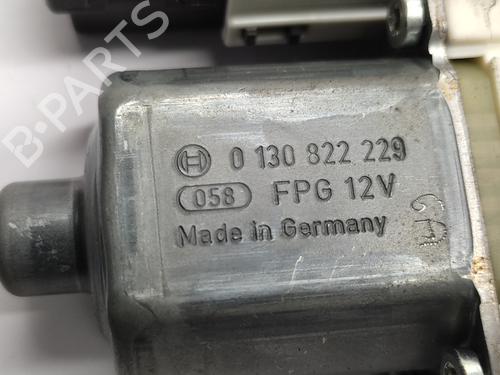 B-PARTS
0 130 822 229
058 FPG 12V
Made in Germany